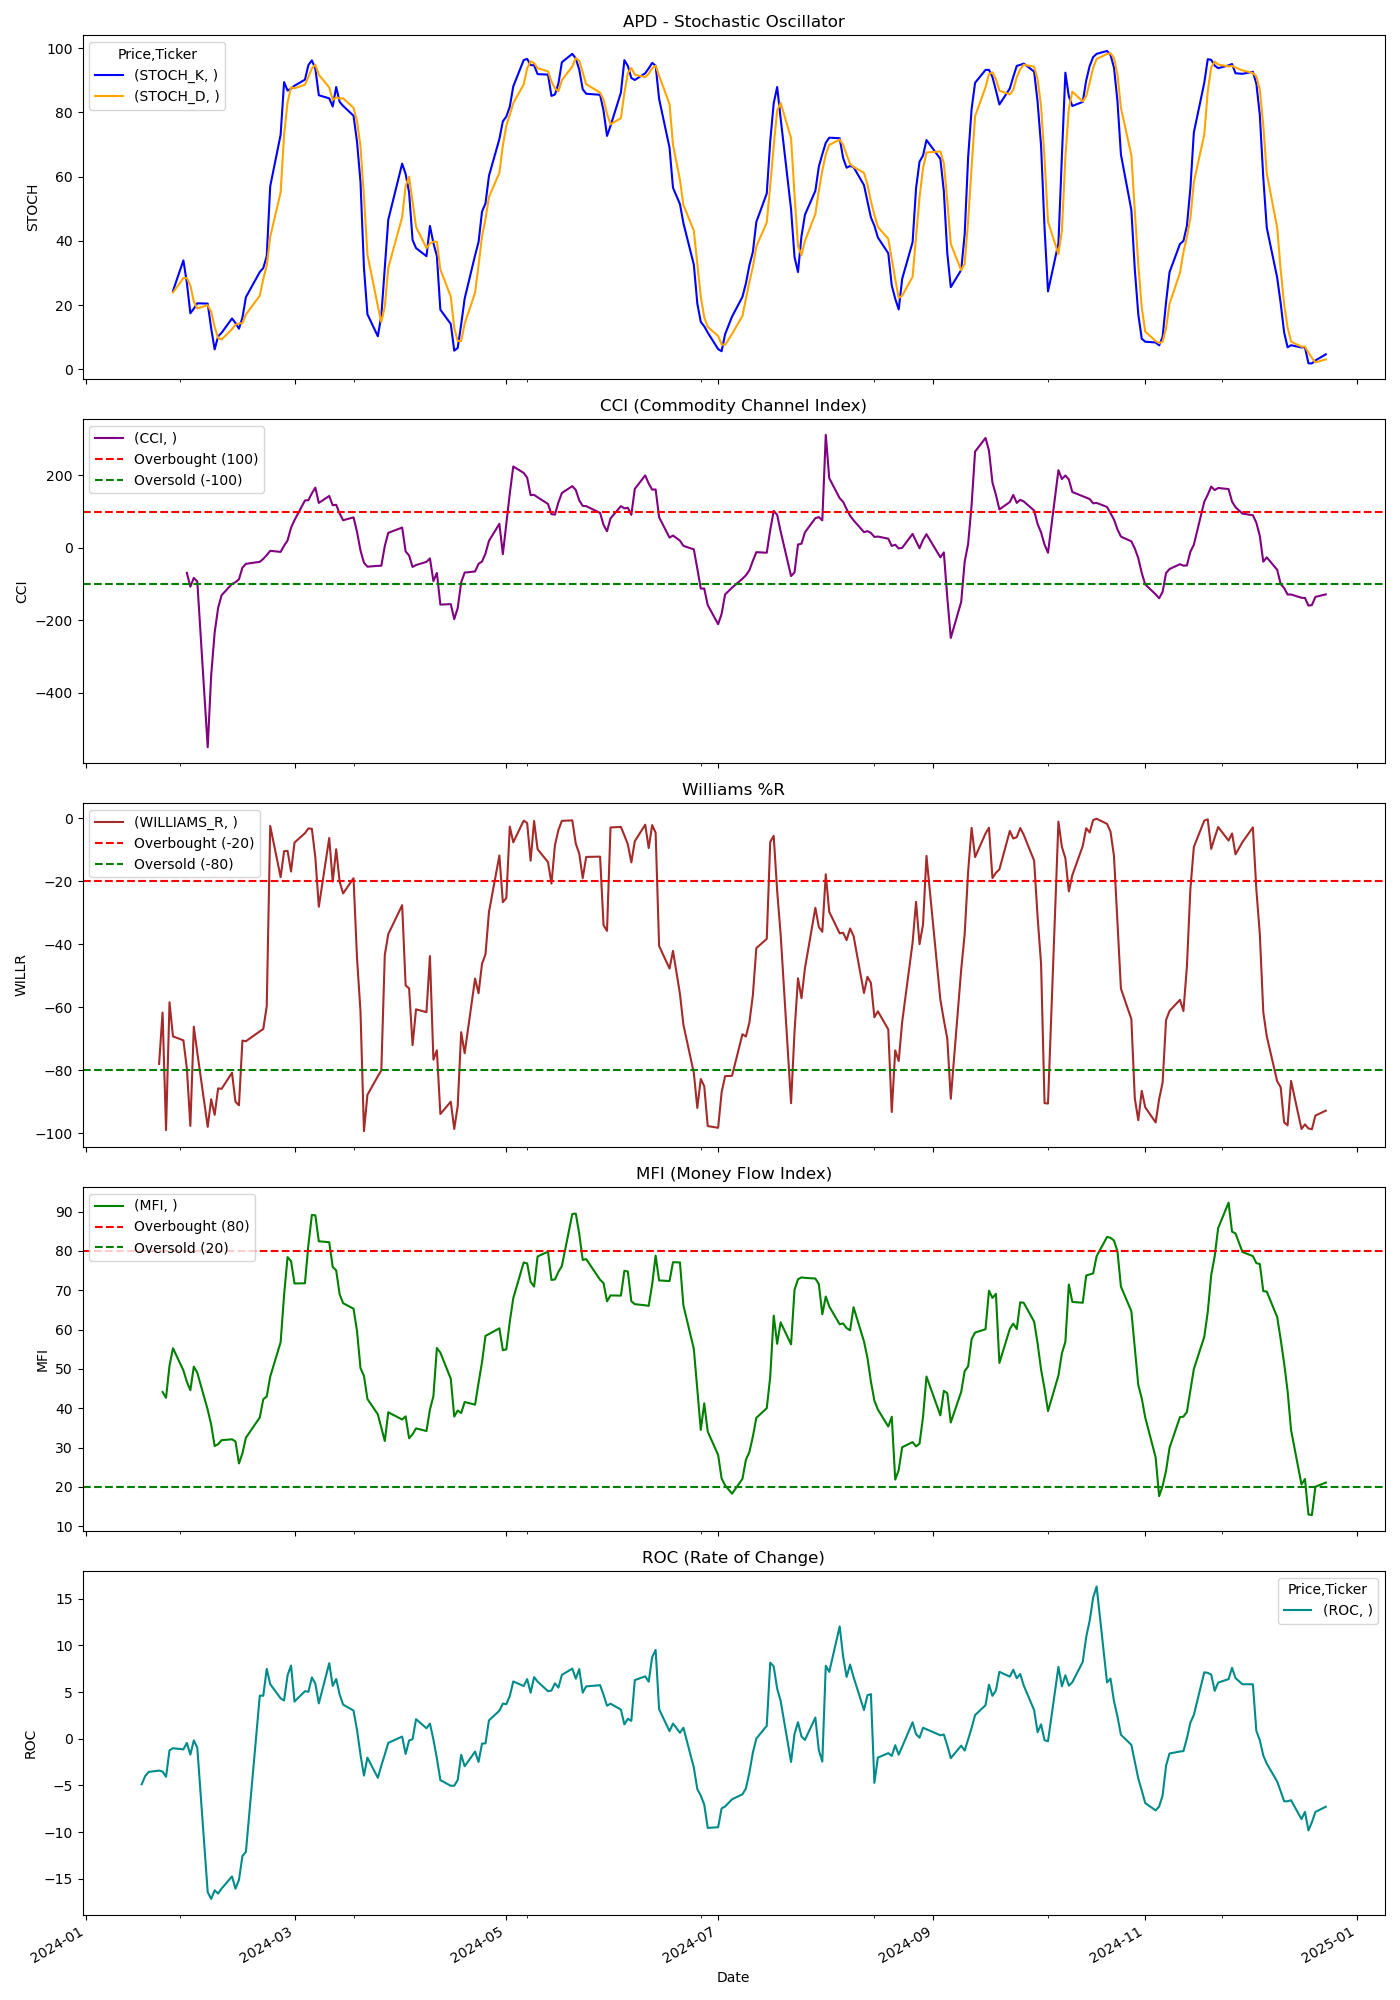 APD - Stochastic Oscillator
Price,Ticker
(STOCH_K, )
(STOCH_D, )
100
80
60
40
20
0
STOCH
CCI (Commodity Channel Index)
(CCI, )
Overbought (100)
Oversold (-100)
200
0
−200
−400
CCI
Williams %R
(WILLIAMS_R, )
Overbought (-20)
Oversold (-80)
0
−20
−40
−60
−80
−100
WILLR
MFI (Money Flow Index)
(MFI, )
Overbought (80)
Oversold (20)
90
80
70
60
50
40
30
20
10
MFI
ROC (Rate of Change)
Price,Ticker
(ROC, )
15
10
5
0
−5
−10
−15
ROC
2024-01
2024-03
2024-05
2024-07
2024-09
2024-11
2025-01
Date